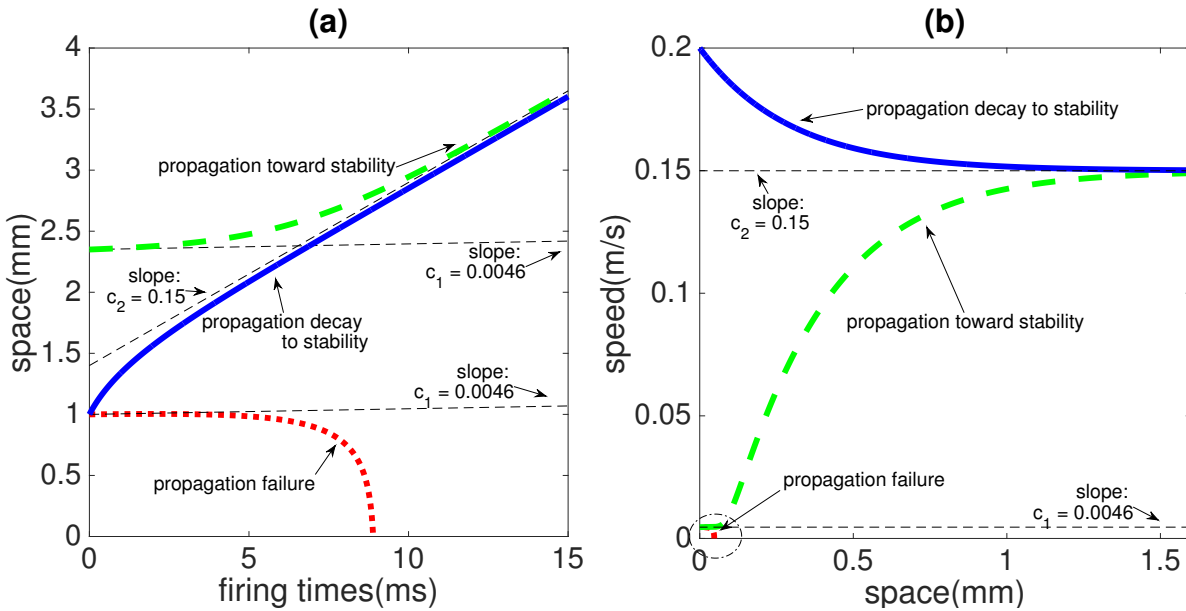 (a)
4
3.5
3
2.5
2
1.5
1
0.5
0
0
5
10
15
space(mm)
firing times(ms)
propagation toward stability
slope:
c1 = 0.0046
slope:
c2 = 0.15
propagation decay
to stability
slope:
c1 = 0.0046
propagation failure
(b)
0.2
0.15
0.1
0.05
0
0
0.5
1
1.5
speed(m/s)
space(mm)
propagation decay to stability
slope:
c2 = 0.15
propagation toward stability
propagation failure
slope:
c1 = 0.0046